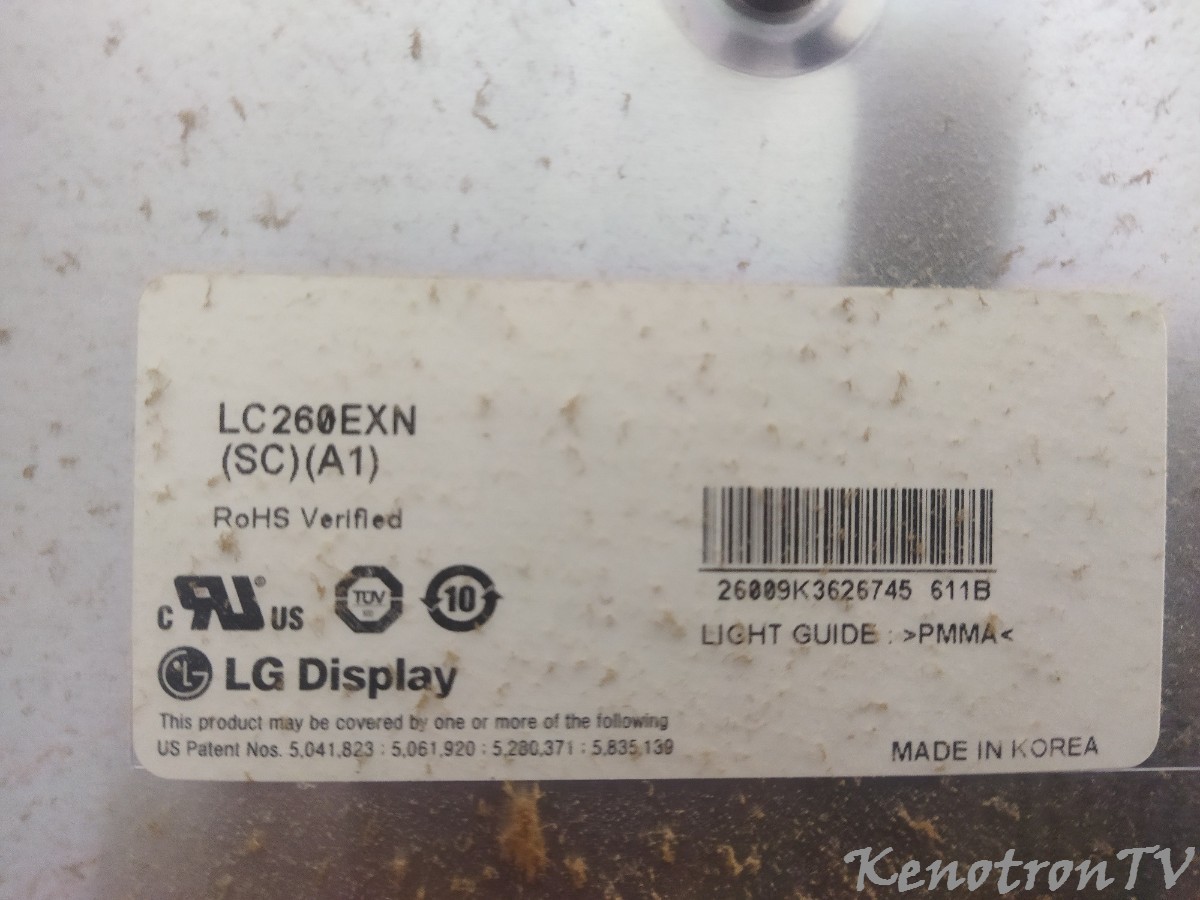 LC260EXN
(SC)(A1)
RoHS Verified
26009K3626745 611B
LIGHT GUIDE : >PMMA<
C RU ® US TÜV 10
LG Display
This product may be covered by one or more of the following
US Patent Nos. 5,041,823 : 5,061,920 : 5,280,371 : 5,835,139
MADE IN KOREA
KenotronTV